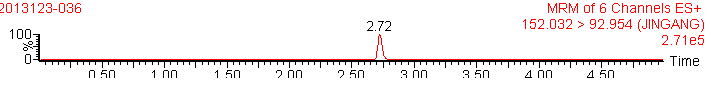 2013123-036
MRM of 6 Channels ES+
152.032 > 92.954 (JINGANG)
2.71e5
2.72
100
%
0
0.50 1.00 1.50 2.00 2.50 3.00 3.50 4.00 4.50
Time